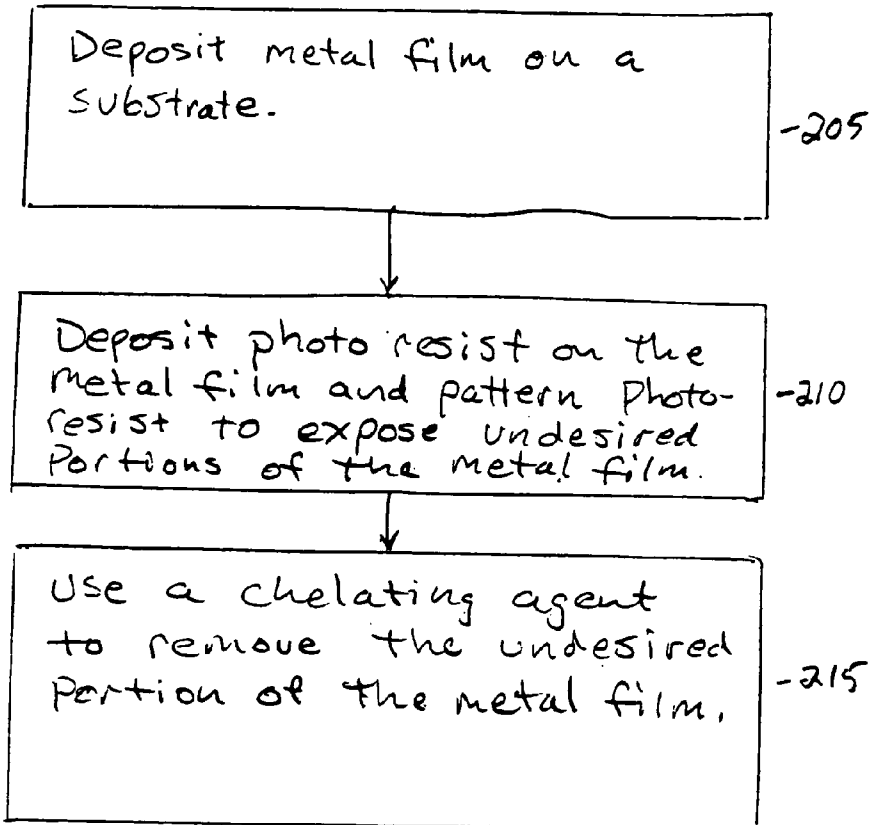 Deposit metal film on a
substrate.
-205
Deposit photo resist on the
metal film and pattern Photo-
resist to expose undesired
Portions of the metal film.
-210
Use a chelating agent
to remove the undesired
portion of the metal film.
-215